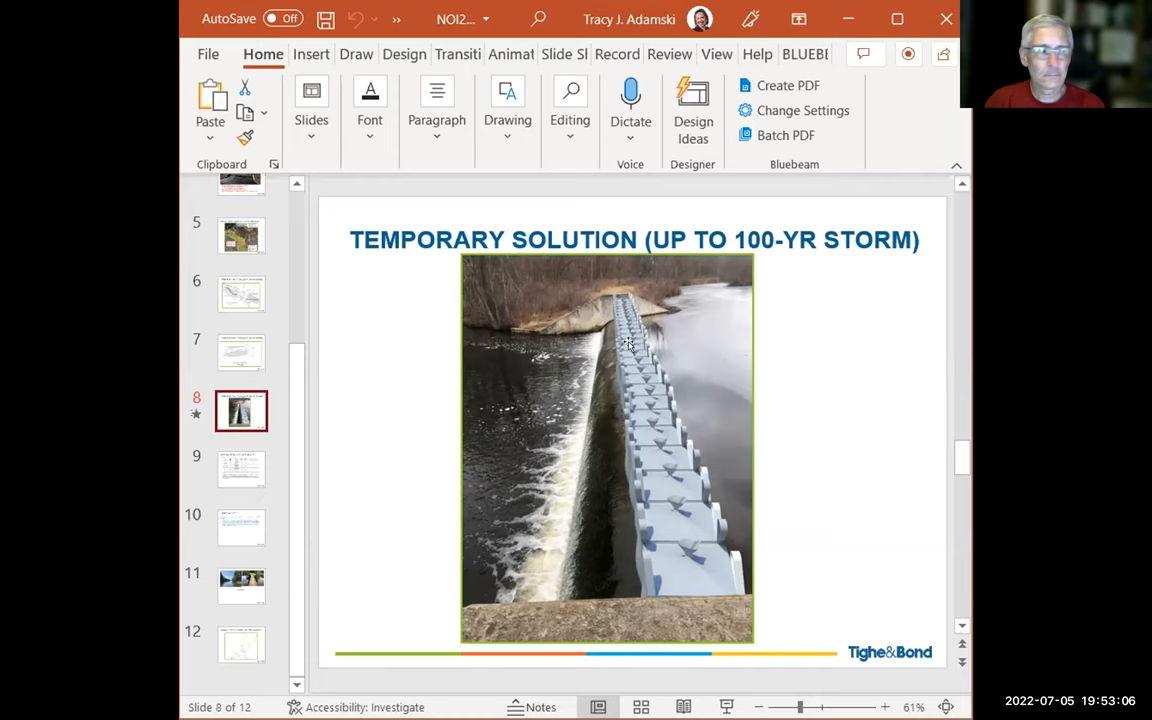 AutoSave Off » NOI2... Tracy J. Adamski
File Home Insert Draw Design Transiti Animat Slide Sl Record Review View Help BLUEBE
Paste Slides Font Paragraph Drawing Editing Dictate Design Ideas
Create PDF
Change Settings
Batch PDF
Clipboard Voice Designer Bluebeam
5
6
7
8
9
10
11
12
TEMPORARY SOLUTION (UP TO 100-YR STORM)
Tighe&Bond
Slide 8 of 12 Accessibility: Investigate Notes 61%
2022-07-05 19:53:06